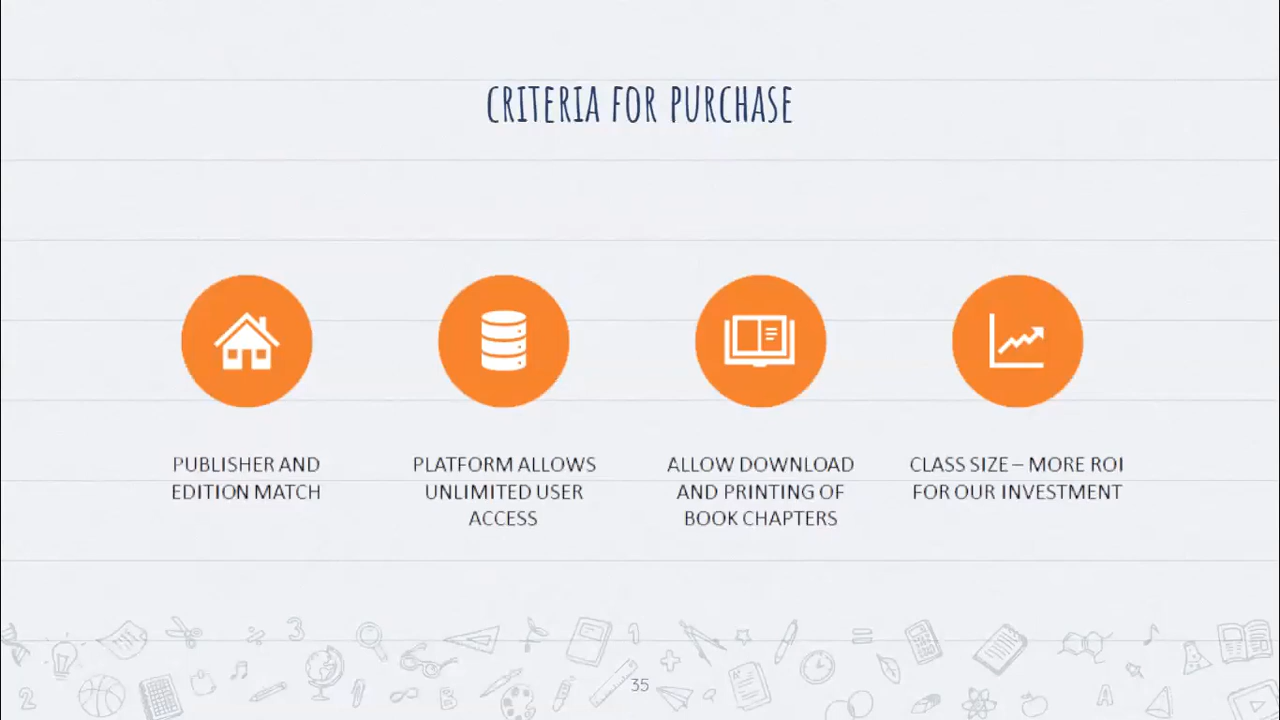 CRITERIA FOR PURCHASE
PUBLISHER AND
EDITION MATCH
PLATFORM ALLOWS
UNLIMITED USER
ACCESS
ALLOW DOWNLOAD
AND PRINTING OF
BOOK CHAPTERS
CLASS SIZE – MORE ROI
FOR OUR INVESTMENT
35